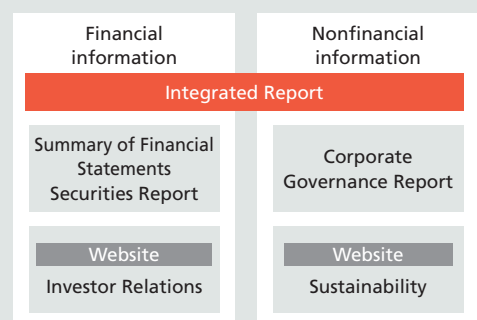 Financial
information
Nonfinancial
information
Integrated Report
Summary of Financial
Statements
Securities Report
Corporate
Governance Report
Website
Investor Relations
Website
Sustainability